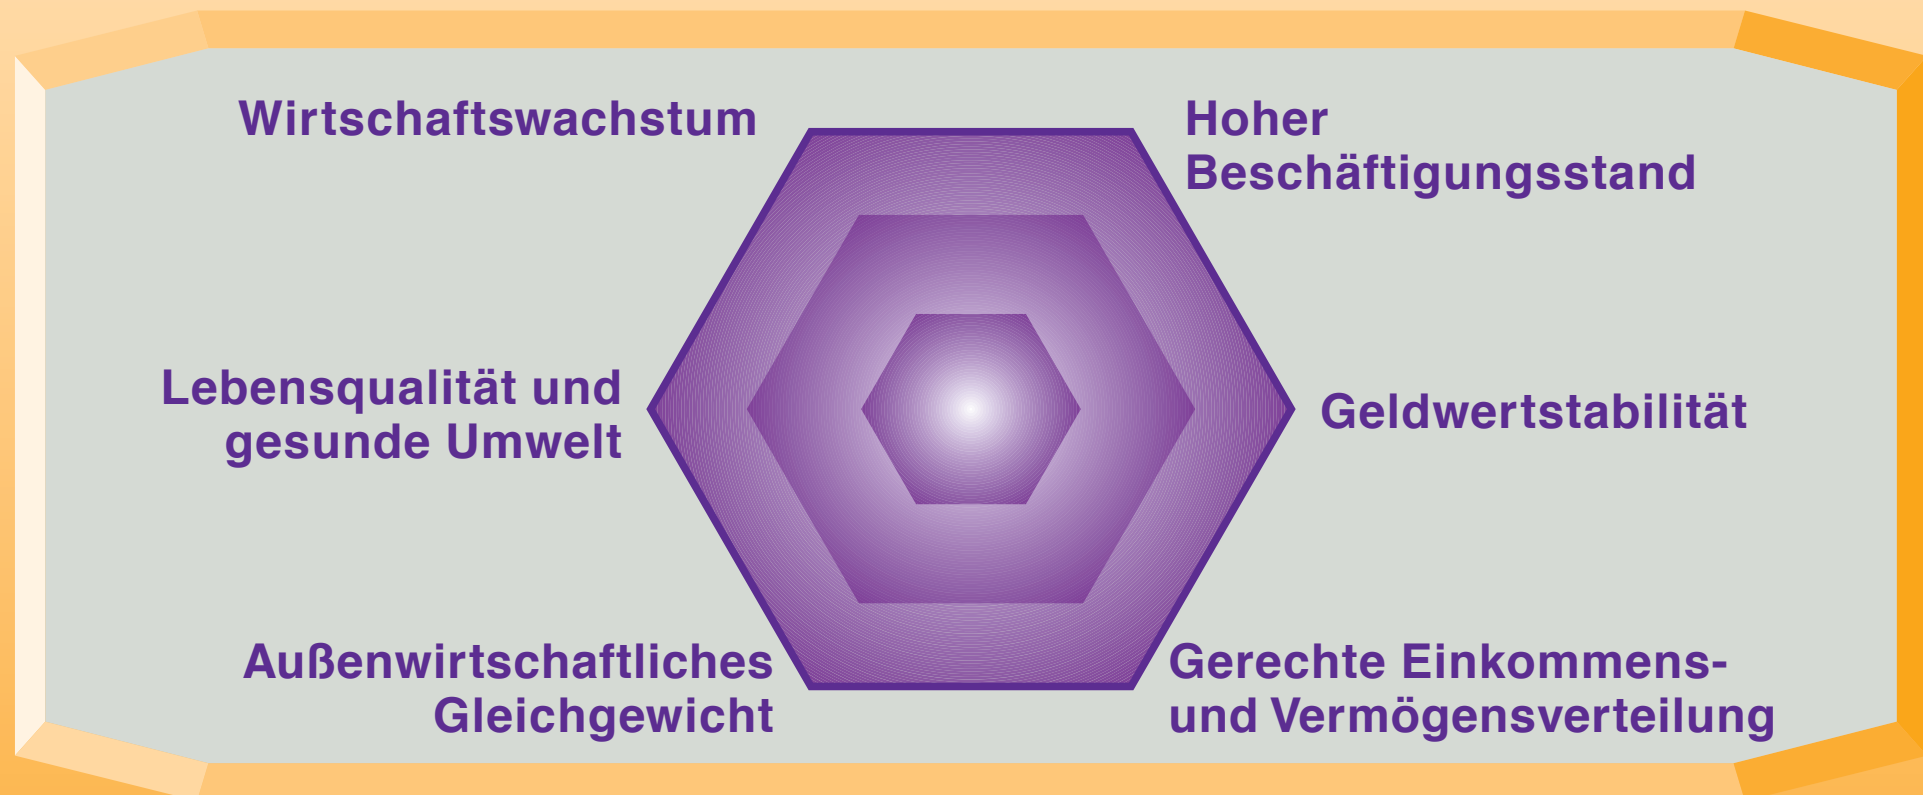 Wirtschaftswachstum
Hoher
Beschäftigungsstand
Lebensqualität und
gesunde Umwelt
Geldwertstabilität
Außenwirtschaftliches
Gleichgewicht
Gerechte Einkommens-
und Vermögensverteilung